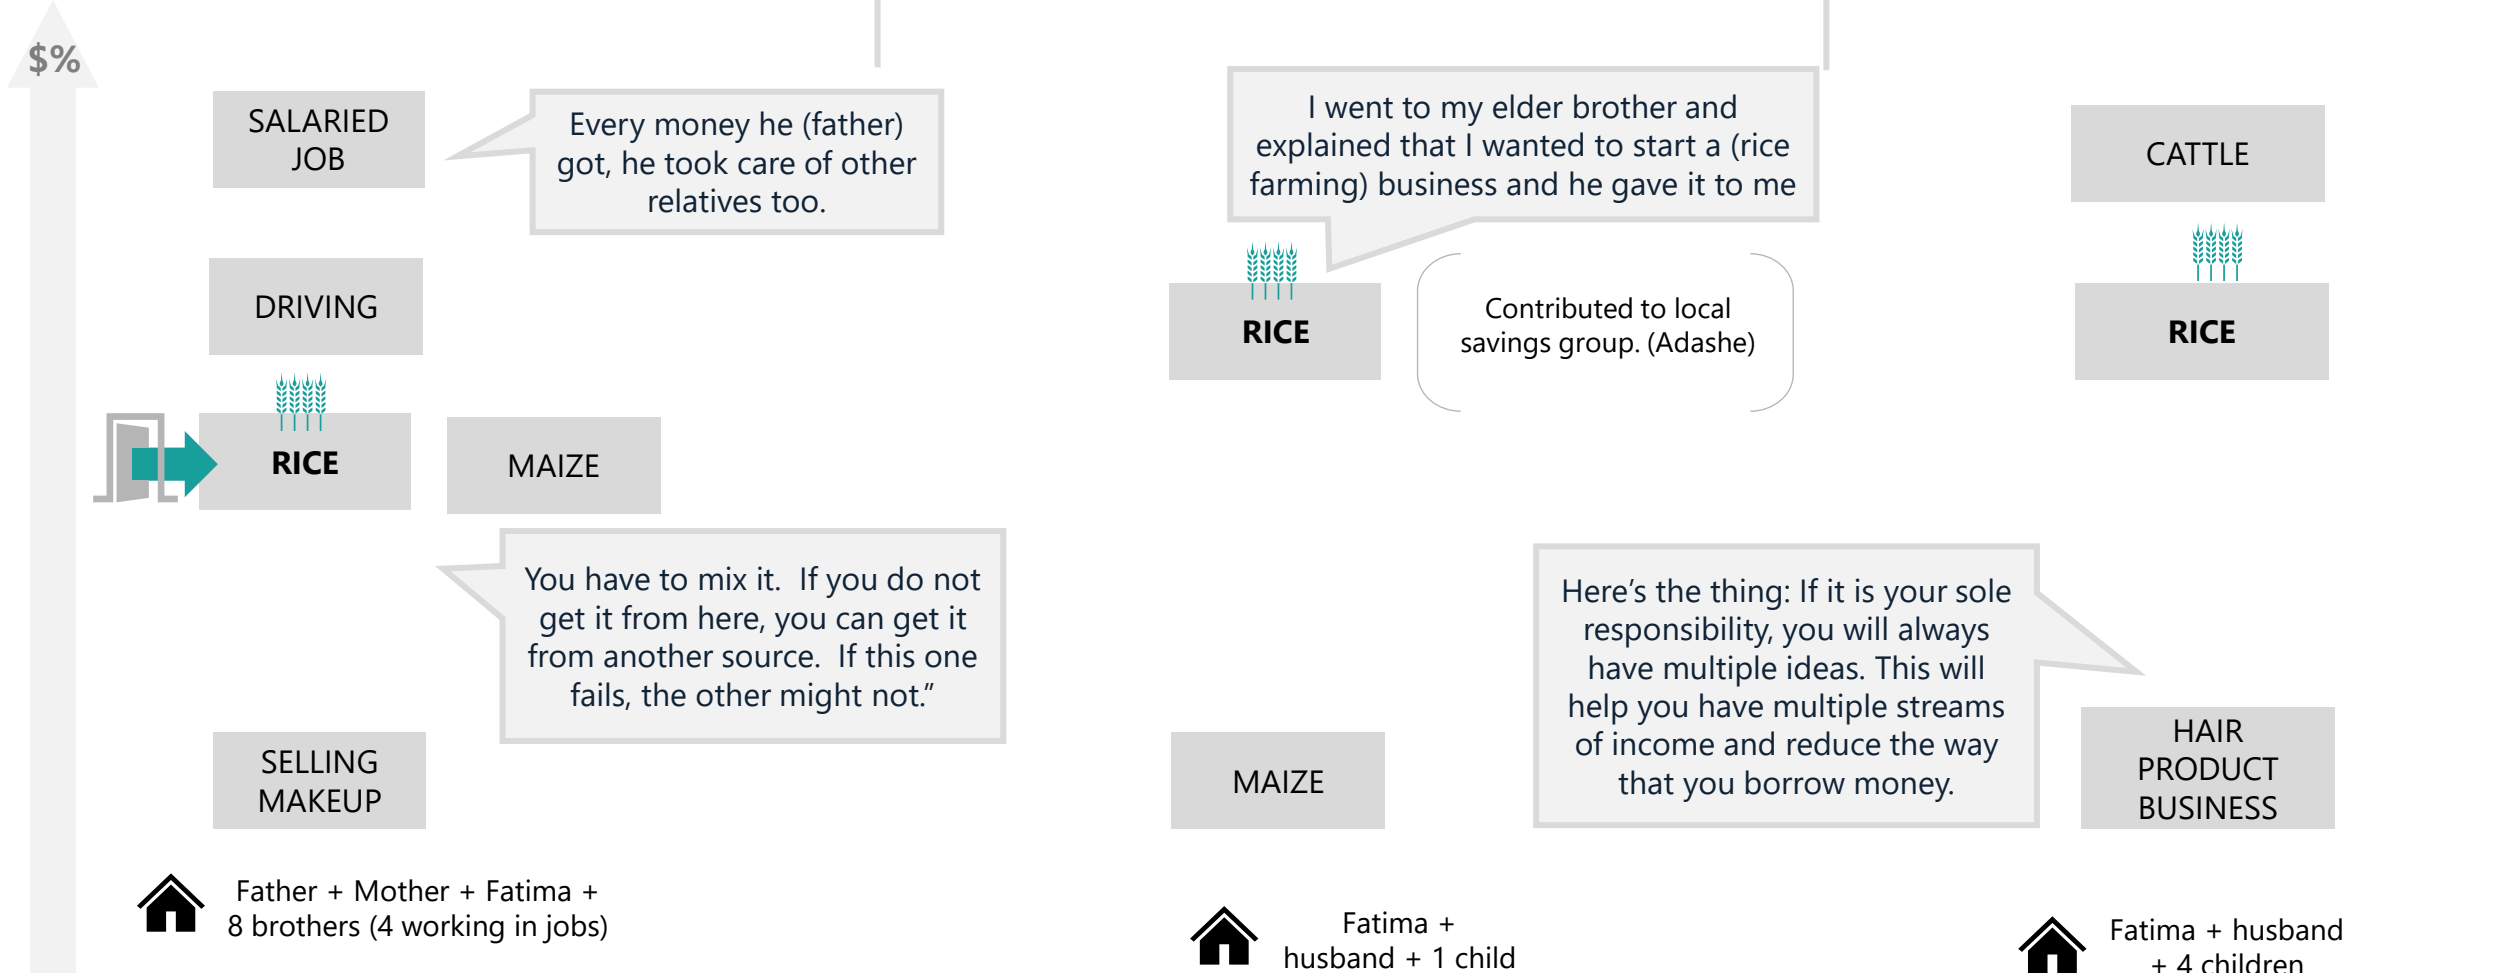 $%
SALARIED
JOB
Every money he (father)
got, he took care of other
relatives too.
DRIVING
RICE
MAIZE
You have to mix it.  If you do not
get it from here, you can get it
from another source.  If this one
fails, the other might not.”
SELLING
MAKEUP
Father + Mother + Fatima +
8 brothers (4 working in jobs)
I went to my elder brother and
explained that I wanted to start a (rice
farming) business and he gave it to me
RICE
Contributed to local
savings group. (Adashe)
MAIZE
Fatima +
husband + 1 child
CATTLE
RICE
Here’s the thing: If it is your sole
responsibility, you will always
have multiple ideas. This will
help you have multiple streams
of income and reduce the way
that you borrow money.
HAIR
PRODUCT
BUSINESS
Fatima + husband
+ 4 children